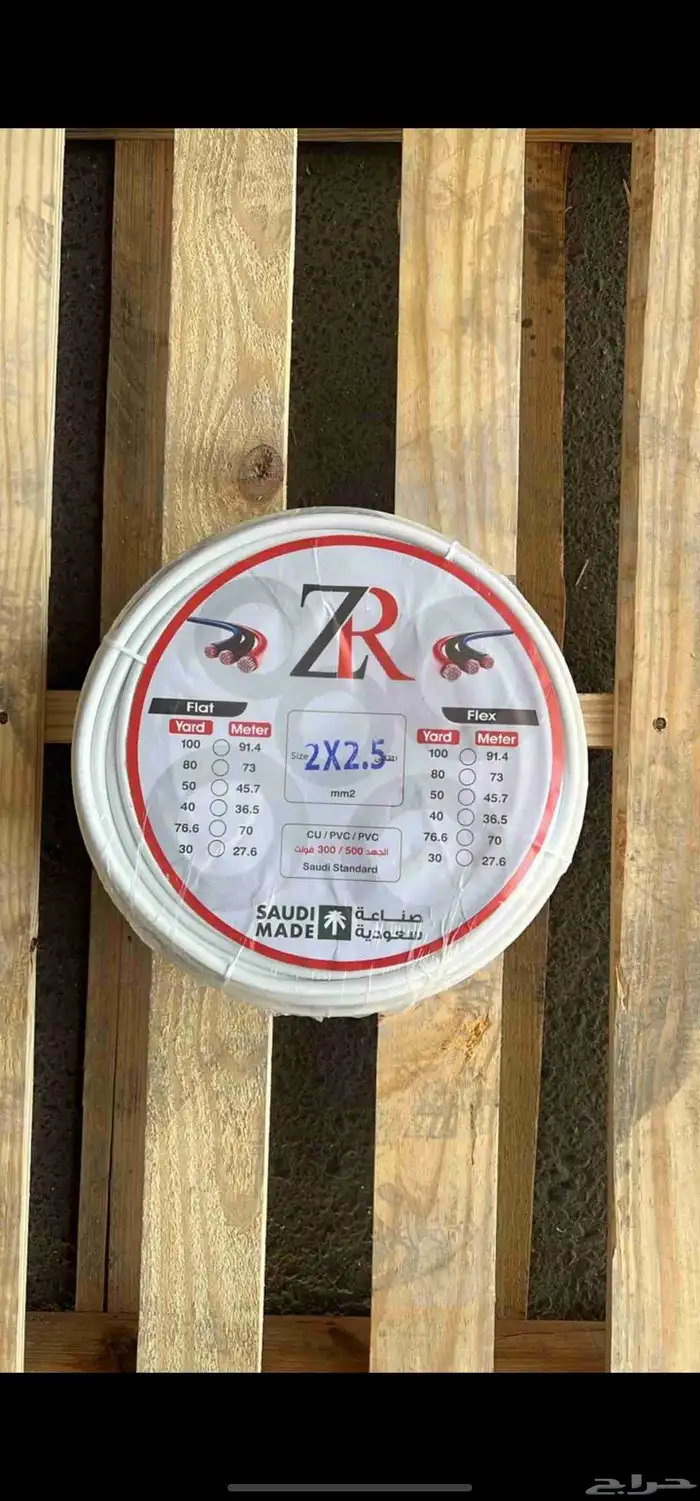 ZR
Flat
Yard Meter
100 91.4
80 73
50 45.7
40 36.5
76.6 70
30 27.6
Size 2X2.5 المقاس
mm2
CU / PVC / PVC
الجهد 500 / 300 فولت
Saudi Standard
Flex
Yard Meter
100 91.4
80 73
50 45.7
40 36.5
76.6 70
30 27.6
SAUDI MADE
صناعة سعودية
حراج